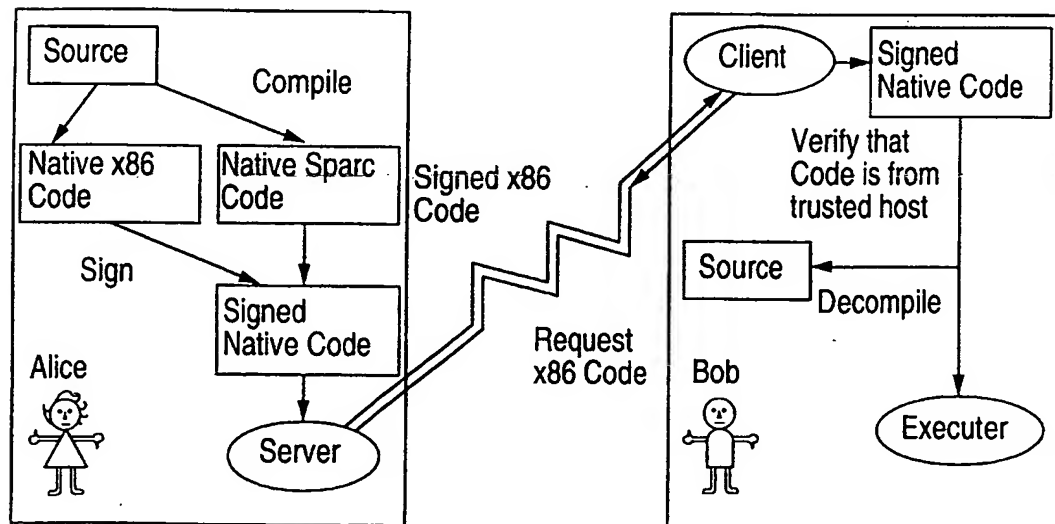 Source
Compile
Native x86
Code
Native Sparc
Code
Sign
Signed
Native Code
Alice
Server
Signed x86
Code
Request
x86 Code
Client
Signed
Native Code
Verify that
Code is from
trusted host
Source
Decompile
Bob
Executer